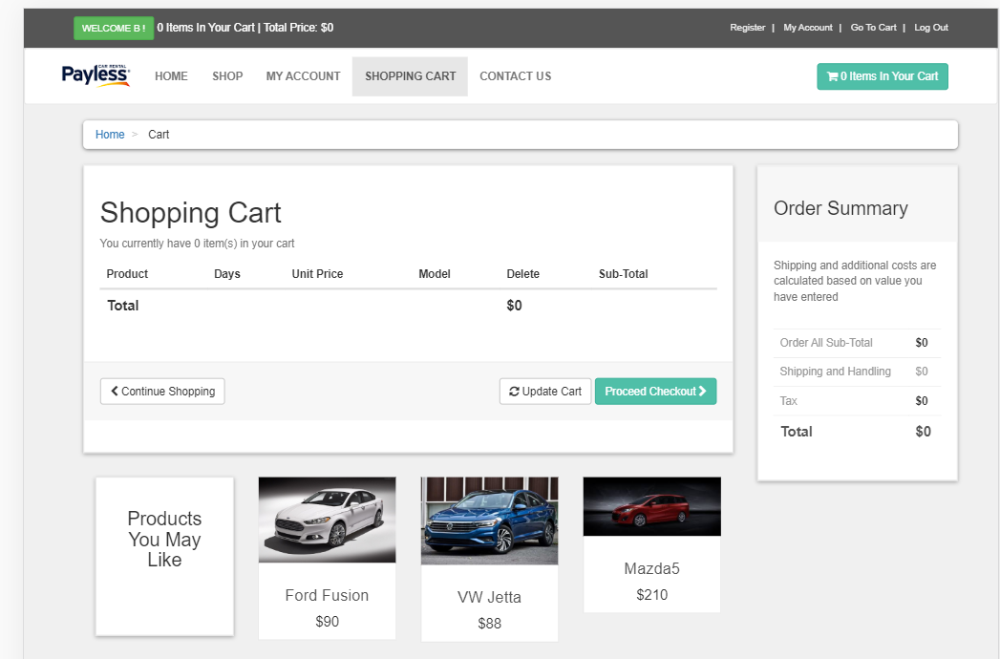 WELCOME B ! 0 Items In Your Cart | Total Price: $0
Register | My Account | Go To Cart | Log Out
CAR RENTAL
Payless
HOME SHOP MY ACCOUNT SHOPPING CART CONTACT US
0 Items In Your Cart
Home > Cart
Shopping Cart
You currently have 0 item(s) in your cart
Product Days Unit Price Model Delete Sub-Total
Total $0
Continue Shopping
Update Cart
Proceed Checkout
Order Summary
Shipping and additional costs are
calculated based on value you
have entered
Order All Sub-Total $0
Shipping and Handling $0
Tax $0
Total $0
Products
You May
Like
Ford Fusion
$90
VW Jetta
$88
Mazda5
$210